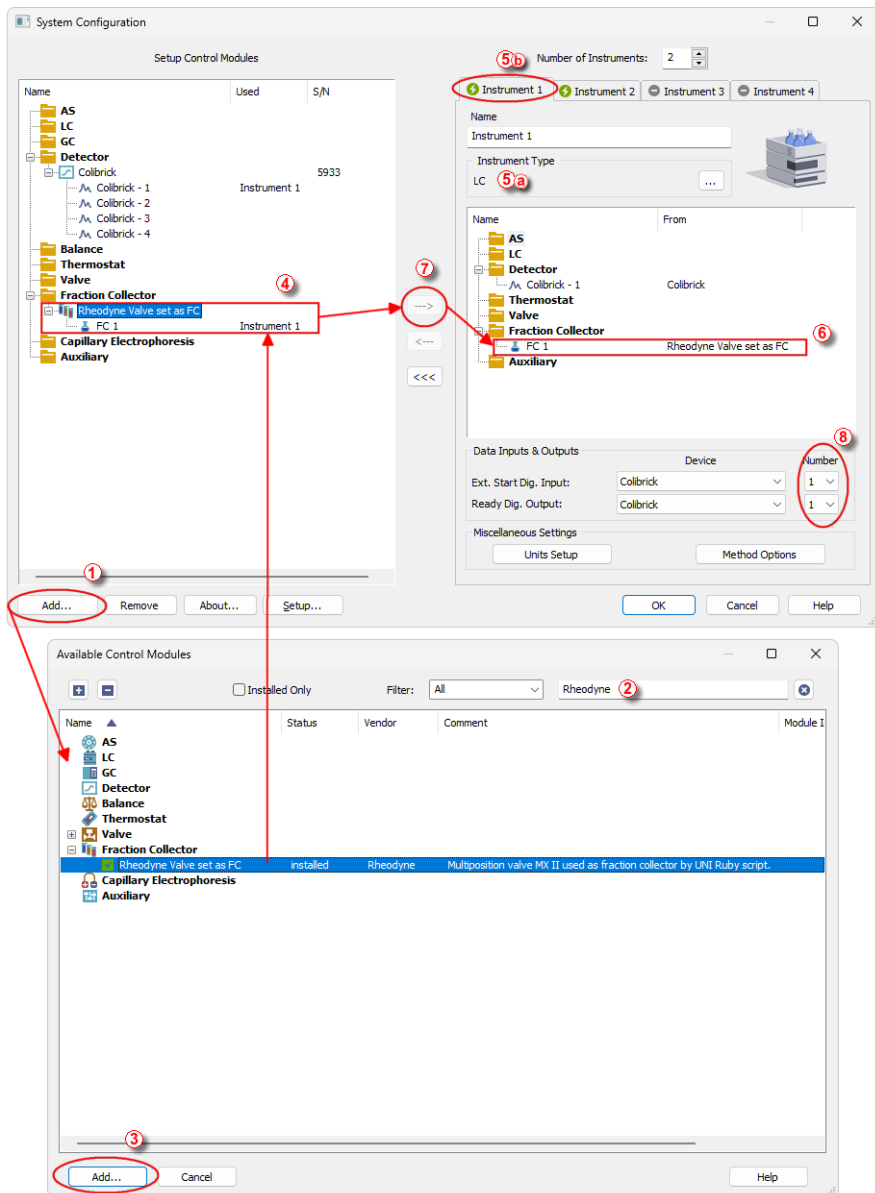 System Configuration
Setup Control Modules
Name Used S/N
AS
LC
GC
Detector
Colibrick 5933
Colibrick - 1 Instrument 1
Colibrick - 2
Colibrick - 3
Colibrick - 4
Balance
Thermostat
Valve
Fraction Collector
④
Rheodyne Valve set as FC
FC 1 Instrument 1
Capillary Electrophoresis
Auxiliary
①
Add... Remove About... Setup...
⑦
--->
<---
<<<
⑤b Number of Instruments: 2
Instrument 1 Instrument 2 Instrument 3 Instrument 4
Name
Instrument 1
Instrument Type
LC ⑤a ...
Name From
AS
LC
Detector
Colibrick - 1 Colibrick
Thermostat
Valve
Fraction Collector
⑥
FC 1 Rheodyne Valve set as FC
Auxiliary
⑧
Data Inputs & Outputs
Device Number
Ext. Start Dig. Input: Colibrick 1
Ready Dig. Output: Colibrick 1
Miscellaneous Settings
Units Setup Method Options
OK Cancel Help
Available Control Modules
Installed Only Filter: All Rheodyne ②
Name Status Vendor Comment Module I
AS
LC
GC
Detector
Balance
Thermostat
Valve
Fraction Collector
Rheodyne Valve set as FC installed Rheodyne Multiposition valve MX II used as fraction collector by UNI Ruby script.
Capillary Electrophoresis
Auxiliary
③
Add... Cancel Help